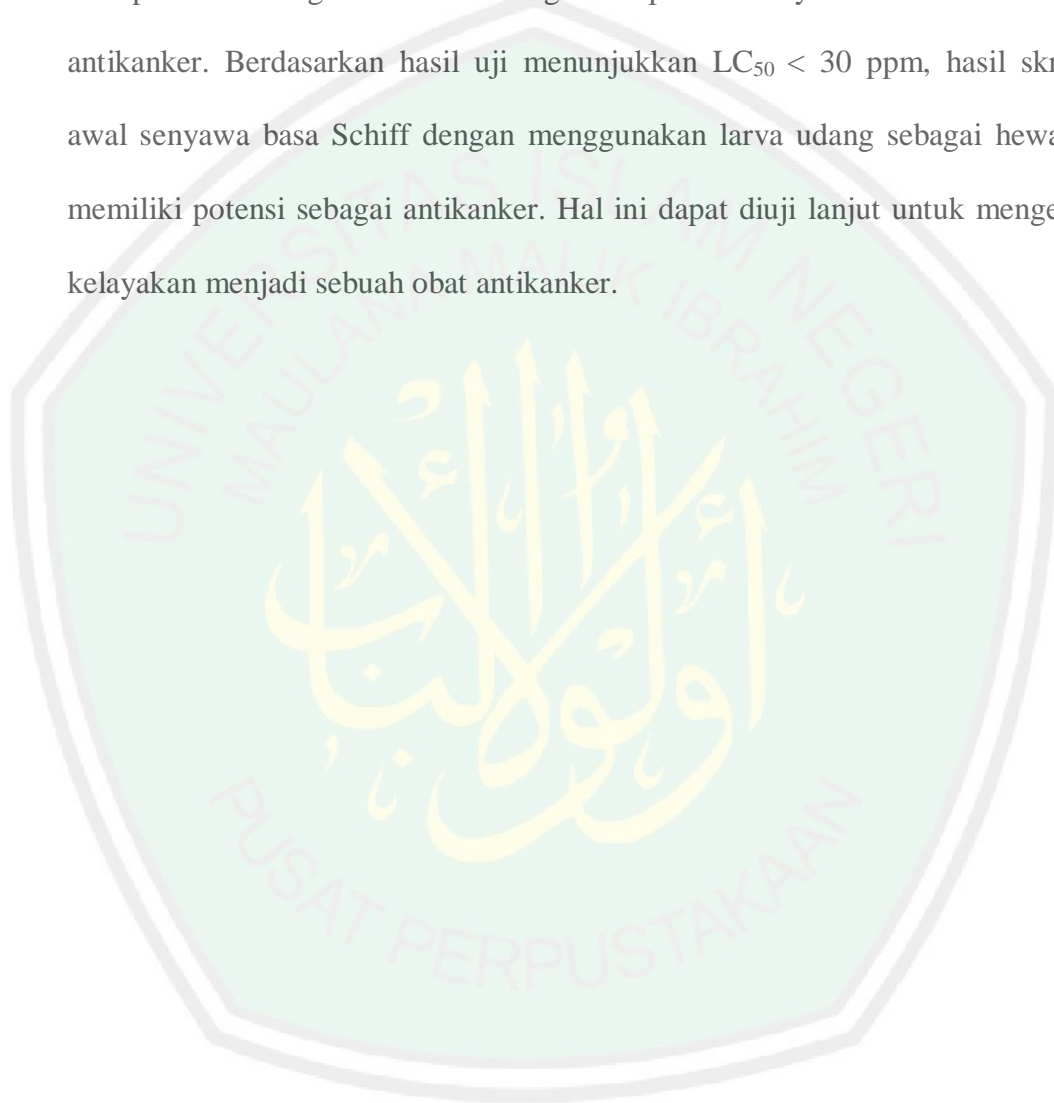 antikanker. Berdasarkan hasil uji menunjukkan LC₅₀ < 30 ppm, hasil
awal senyawa basa Schiff dengan menggunakan larva udang sebagai
memiliki potensi sebagai antikanker. Hal ini dapat diuji lanjut untuk
kelayakan menjadi sebuah obat antikanker.
UNIVERSITAS ISLAM NEGERI
MAULANA MALIK IBRAHIM
أولوا الألباب
PUSAT PERPUSTAKAAN